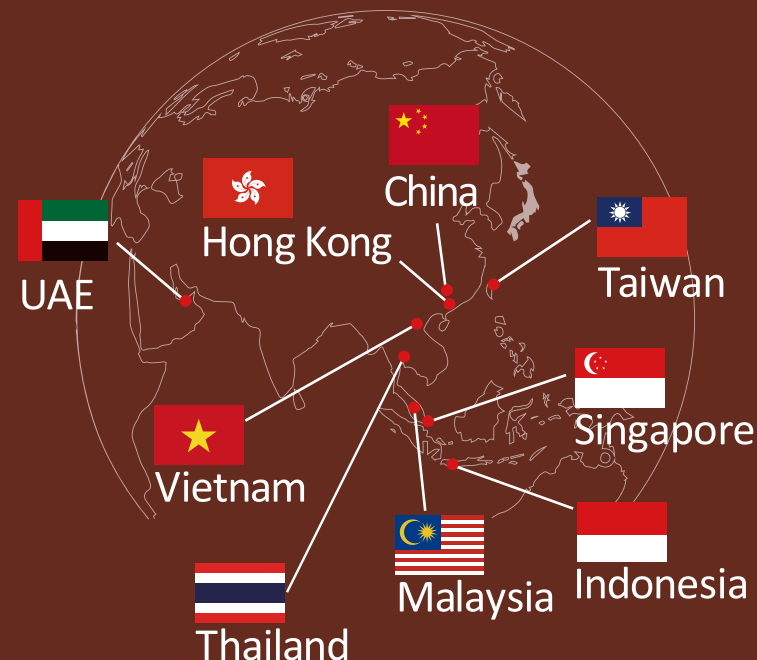 China
Hong Kong
UAE
Taiwan
Singapore
Vietnam
Malaysia
Indonesia
Thailand